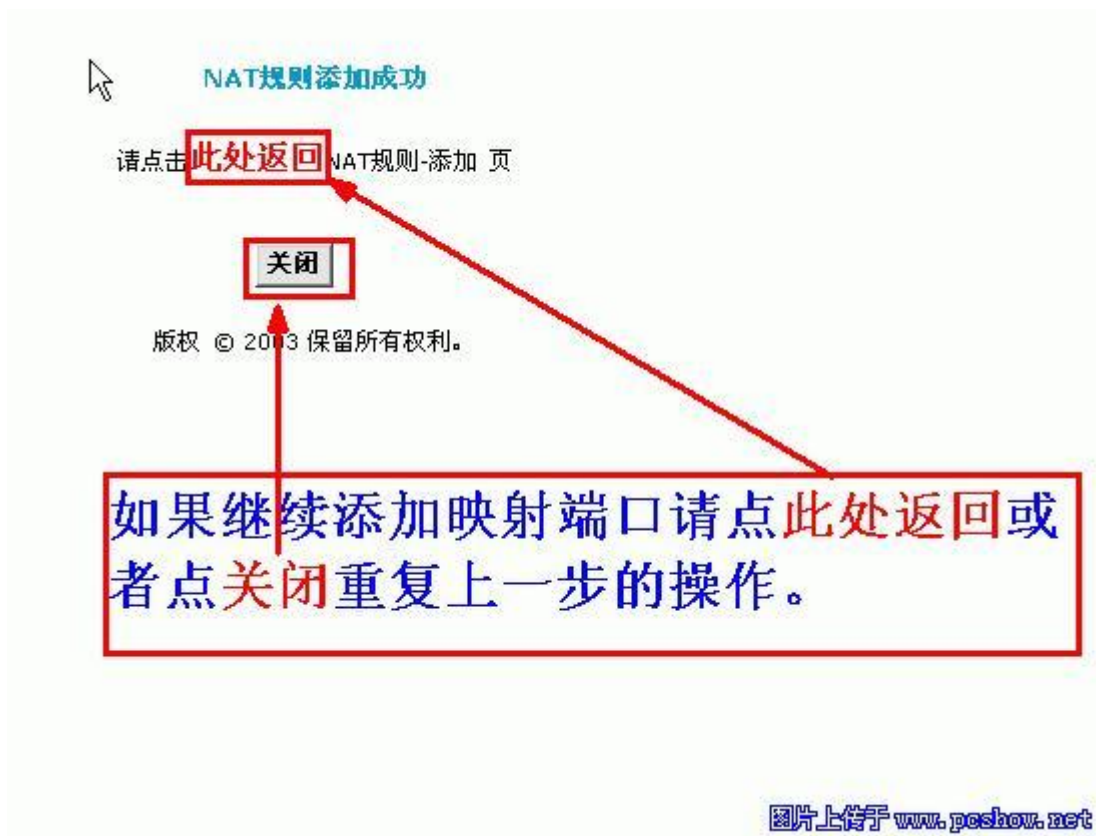 NAT规则添加成功
请点击此处返回NAT规则-添加 页
关闭
版权 © 2003 保留所有权利。
如果继续添加映射端口请点此处返回或
者点关闭重复上一步的操作。
图片上传于 www.pcshow.net